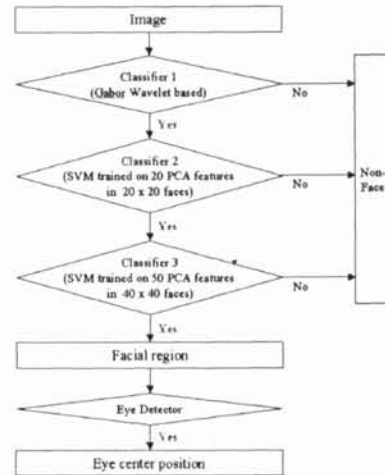 Image
Classifier 1
(Gabor Wavelet based)
No
Yes
Classifier 2
(SVM trained on 20 PCA features
in 20 x 20 faces)
No
Non-
Face
Yes
Classifier 3
(SVM trained on 50 PCA features
in 40 x 40 faces)
No
Yes
Facial region
Eye Detector
Yes
Eye center position